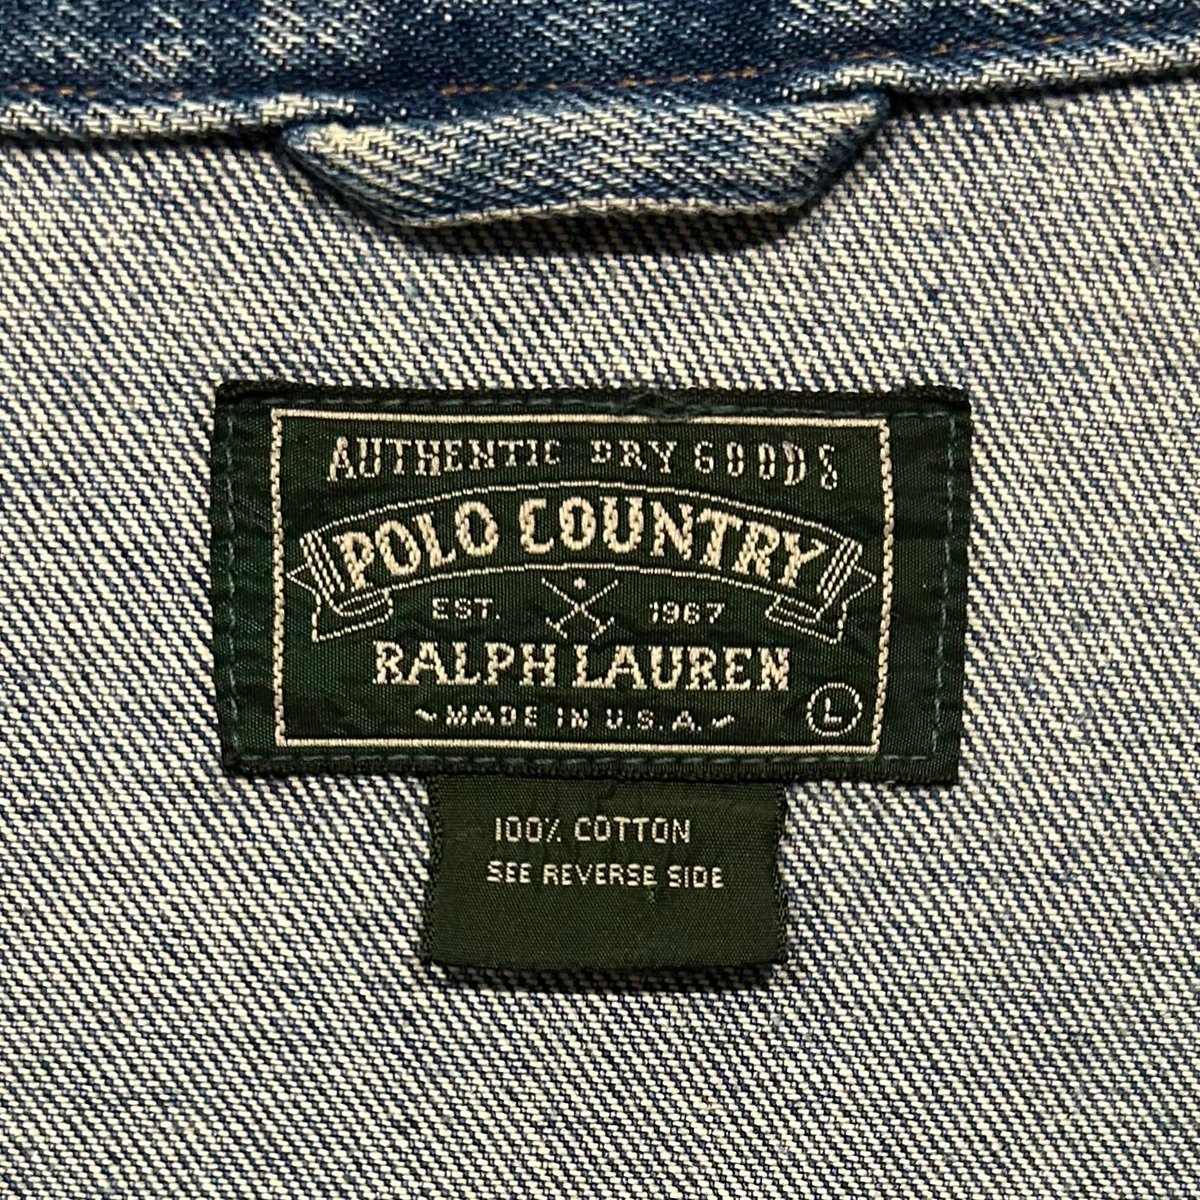 AUTHENTIC DRY GOODS
POLO COUNTRY
EST. 1967
RALPH LAUREN
MADE IN U.S.A.
L
100% COTTON
SEE REVERSE SIDE